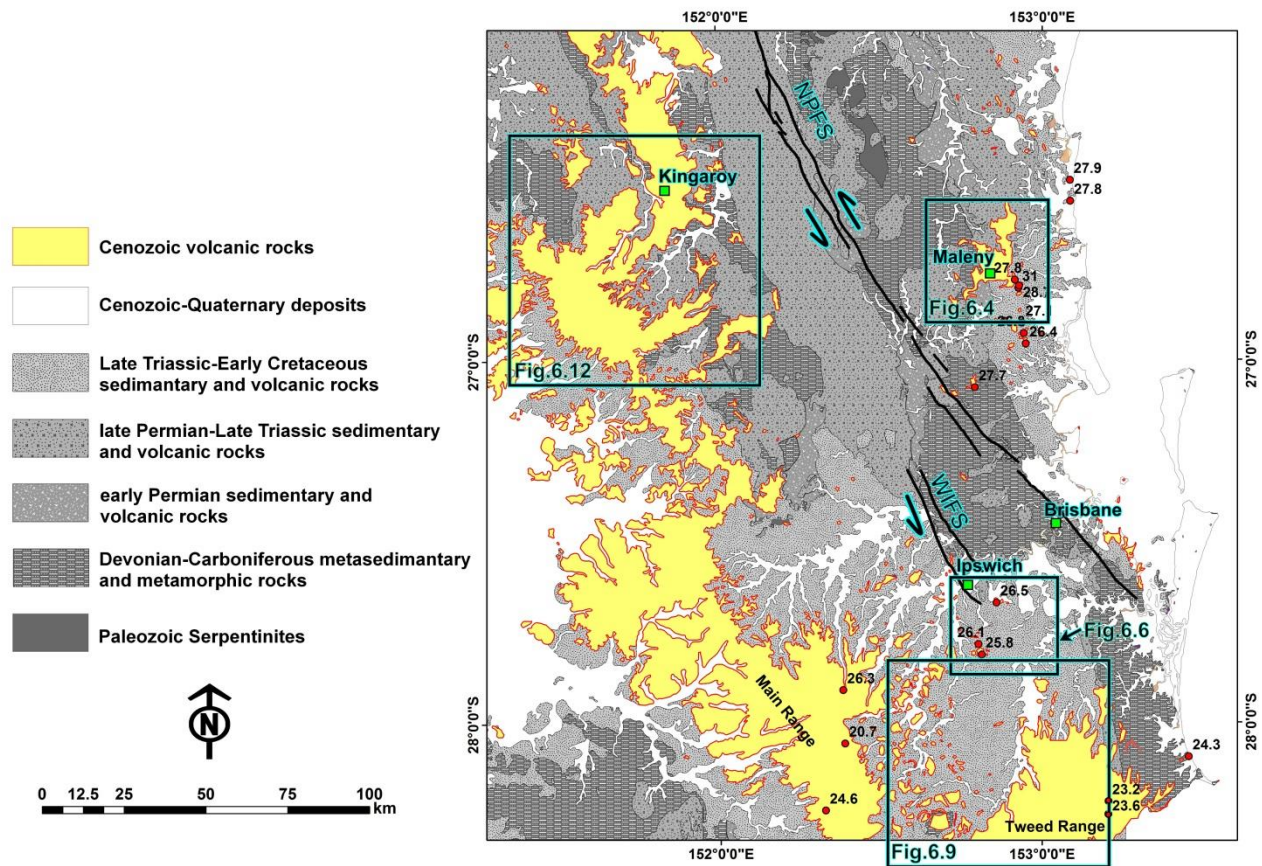 152°0'0"E
153°0'0"E
NPFS
27.9
27.8
Kingaroy
Cenozoic volcanic rocks
Maleny
27.8
31
28.
Cenozoic-Quaternary deposits
Fig.6.4
27.
26.4
Late Triassic-Early Cretaceous
sedimantary and volcanic rocks
27°0'0"S
27°0'0"S
Fig.6.12
27.7
late Permian-Late Triassic sedimentary
and volcanic rocks
early Permian sedimentary and
volcanic rocks
WIFS
Brisbane
Devonian-Carboniferous metasedimantary
and metamorphic rocks
Ipswich
26.5
Paleozoic Serpentinites
26.1
25.8
Fig.6.6
Main Range
26.3
N
28°0'0"S
28°0'0"S
20.7
24.3
0 12.5 25 50 75 100
km
24.6
23.2
23.6
Tweed Range
Fig.6.9
152°0'0"E
153°0'0"E